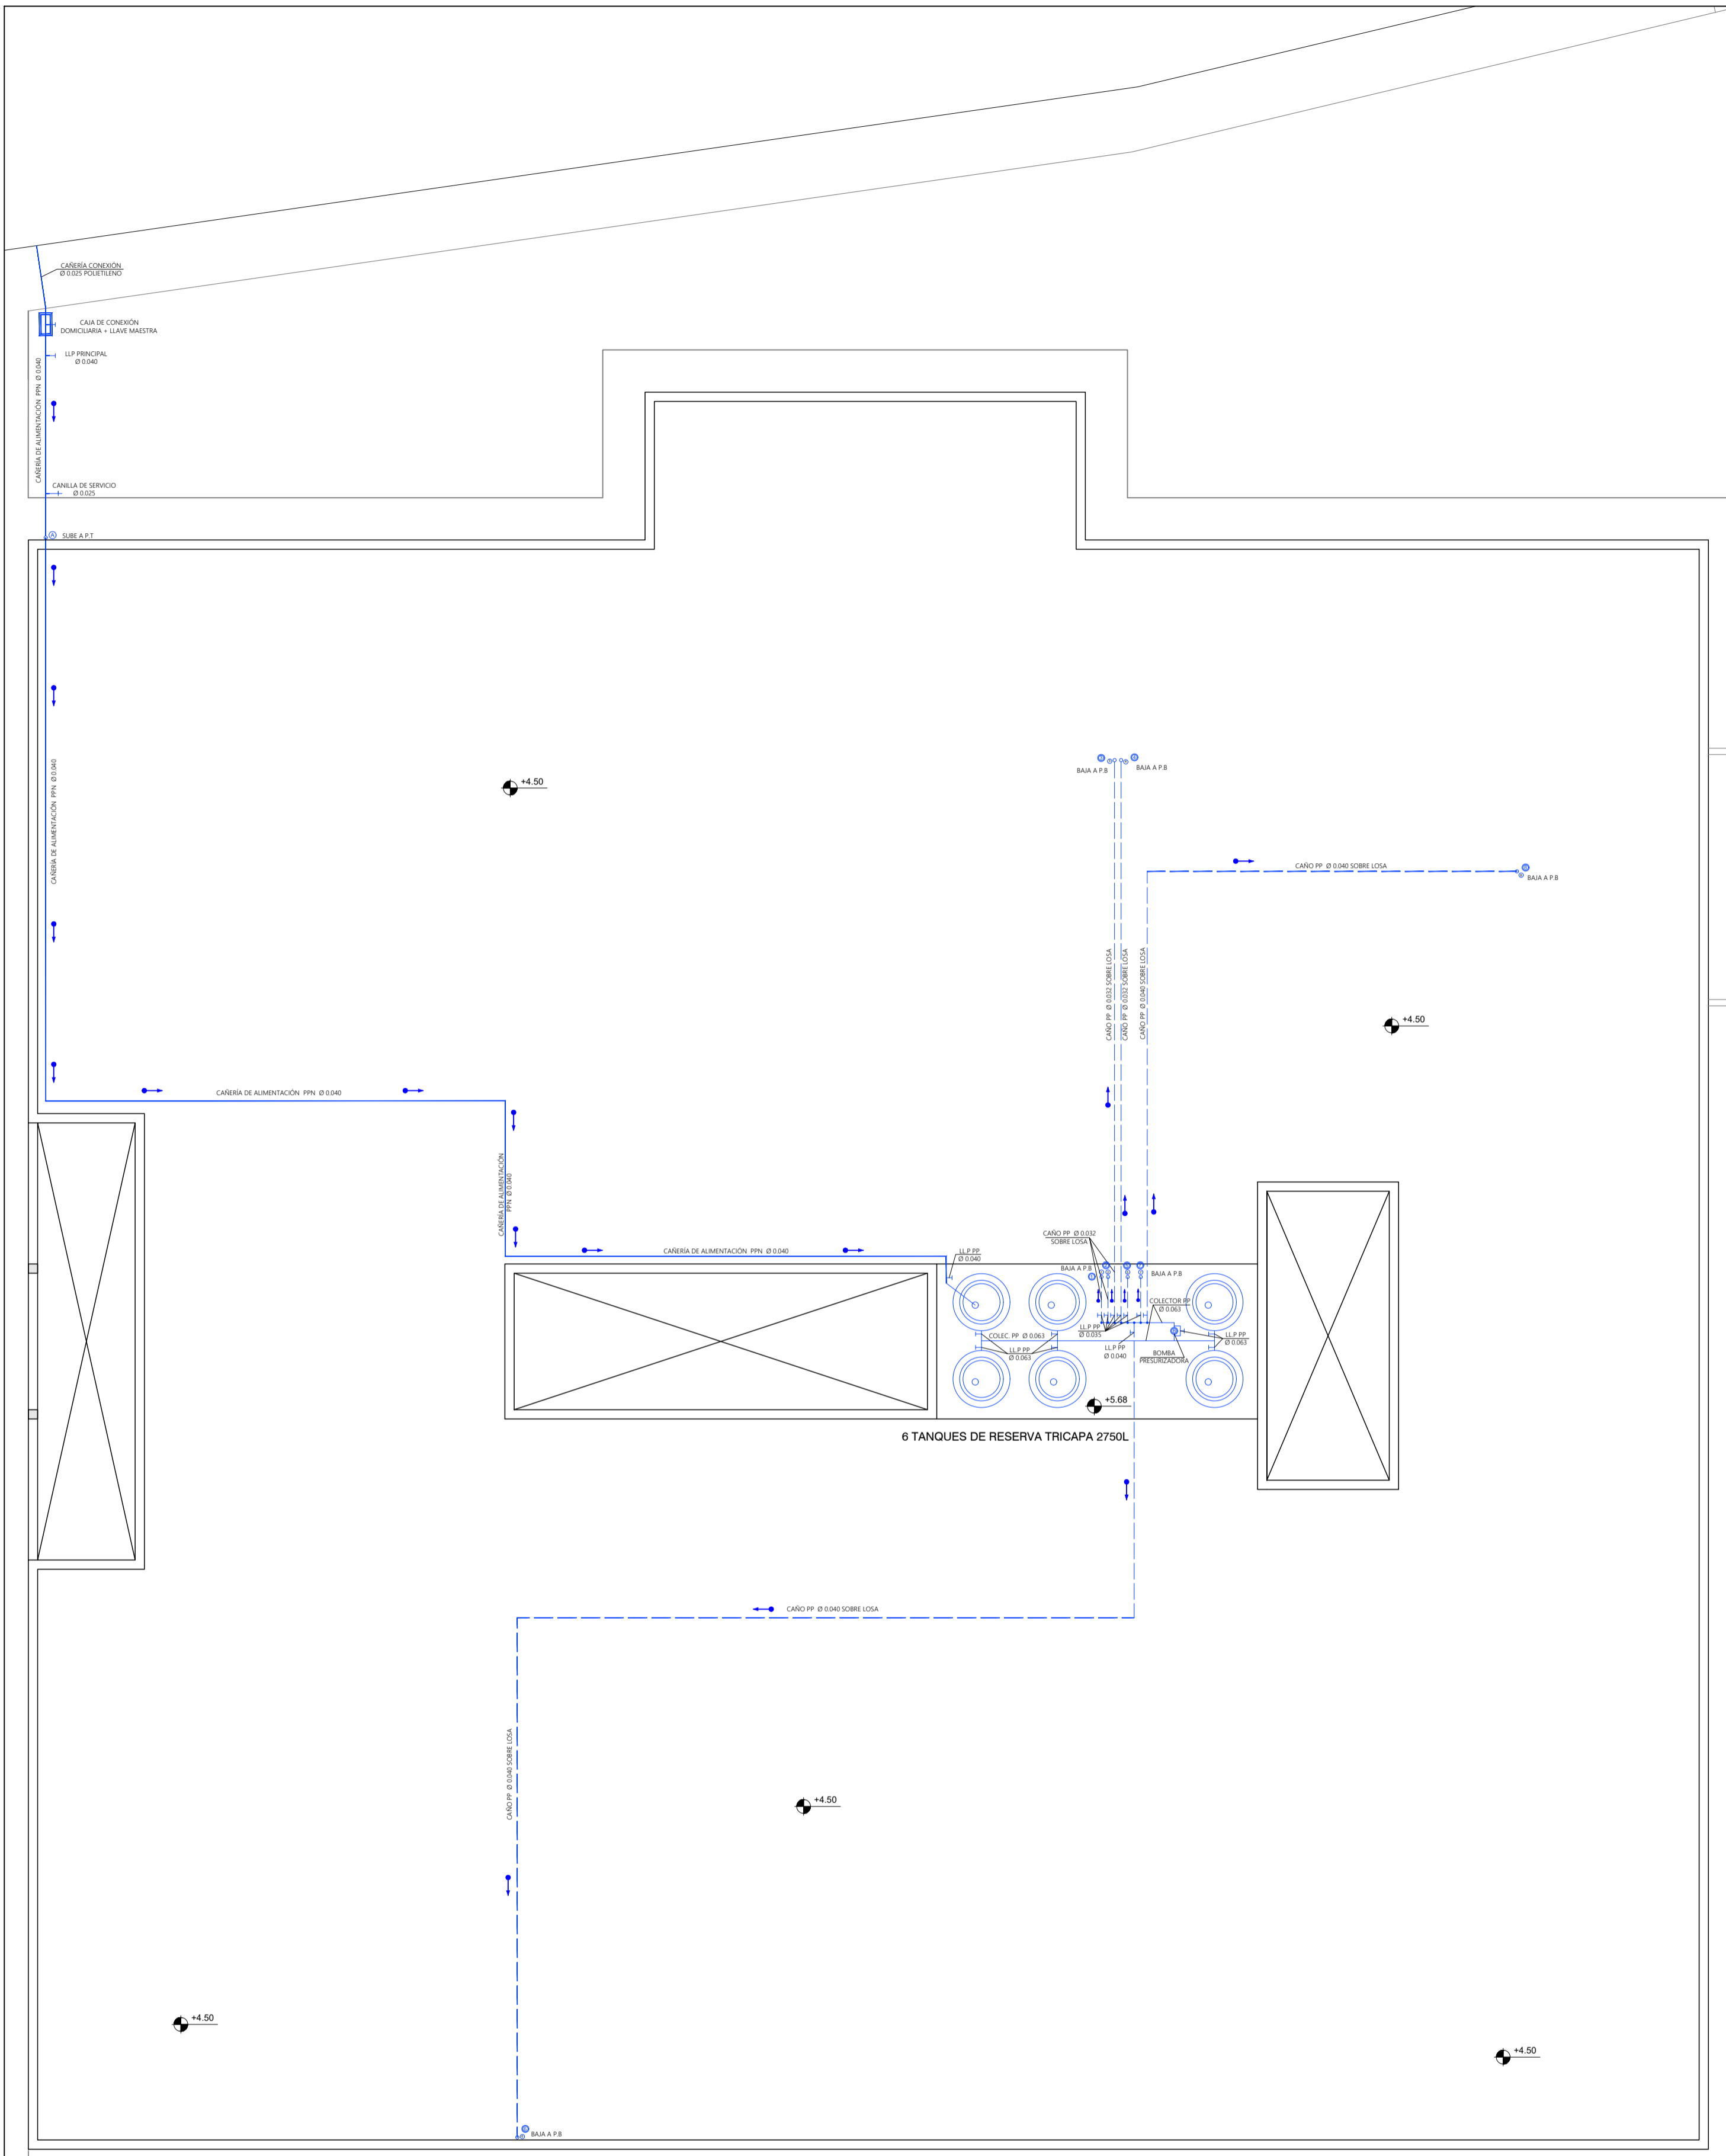 CAÑERÍA CONEXIÓN
Ø 0.025 POLIETILENO
CAJA DE CONEXIÓN
DOMICILIARIA + LLAVE MAESTRA
LLP PRINCIPAL
Ø 0.040
CAÑERÍA DE ALIMENTACIÓN PPN Ø 0.040
CANILLA DE SERVICIO
Ø 0.025
A
SUBE A P.T
CAÑERÍA DE ALIMENTACIÓN PPN Ø 0.040
+4.50
BAJA A P.B
BAJA A P.B
CAÑO PP Ø 0.040 SOBRE LOSA
BAJA A P.B
CAÑO PP Ø 0.032 SOBRE LOSA
CAÑO PP Ø 0.032 SOBRE LOSA
CAÑO PP Ø 0.040 SOBRE LOSA
+4.50
CAÑERÍA DE ALIMENTACIÓN PPN Ø 0.040
CAÑERÍA DE ALIMENTACIÓN
PPN Ø 0.040
CAÑERÍA DE ALIMENTACIÓN PPN Ø 0.040
LL.P PP
Ø 0.040
CAÑO PP Ø 0.032
SOBRE LOSA
BAJA A P.B
BAJA A P.B
COLECTOR PP
Ø 0.063
COLEC. PP Ø 0.063
LL.P PP
Ø 0.063
LL.P PP
Ø 0.035
LL.P PP
Ø 0.040
BOMBA
PRESURIZADORA
LL.P PP
Ø 0.063
+5.68
6 TANQUES DE RESERVA TRICAPA 2750L
CAÑO PP Ø 0.040 SOBRE LOSA
CAÑO PP Ø 0.040 SOBRE LOSA
+4.50
+4.50
+4.50
BAJA A P.B